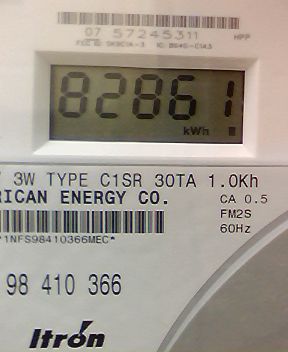 07 57245311 HPP
82861
kWh
3W TYPE C1SR 30TA 1.0Kh
RICAN ENERGY CO. CA 0.5
FM2S
60Hz
*1NFS98410366MEC*
98 410 366
Itron